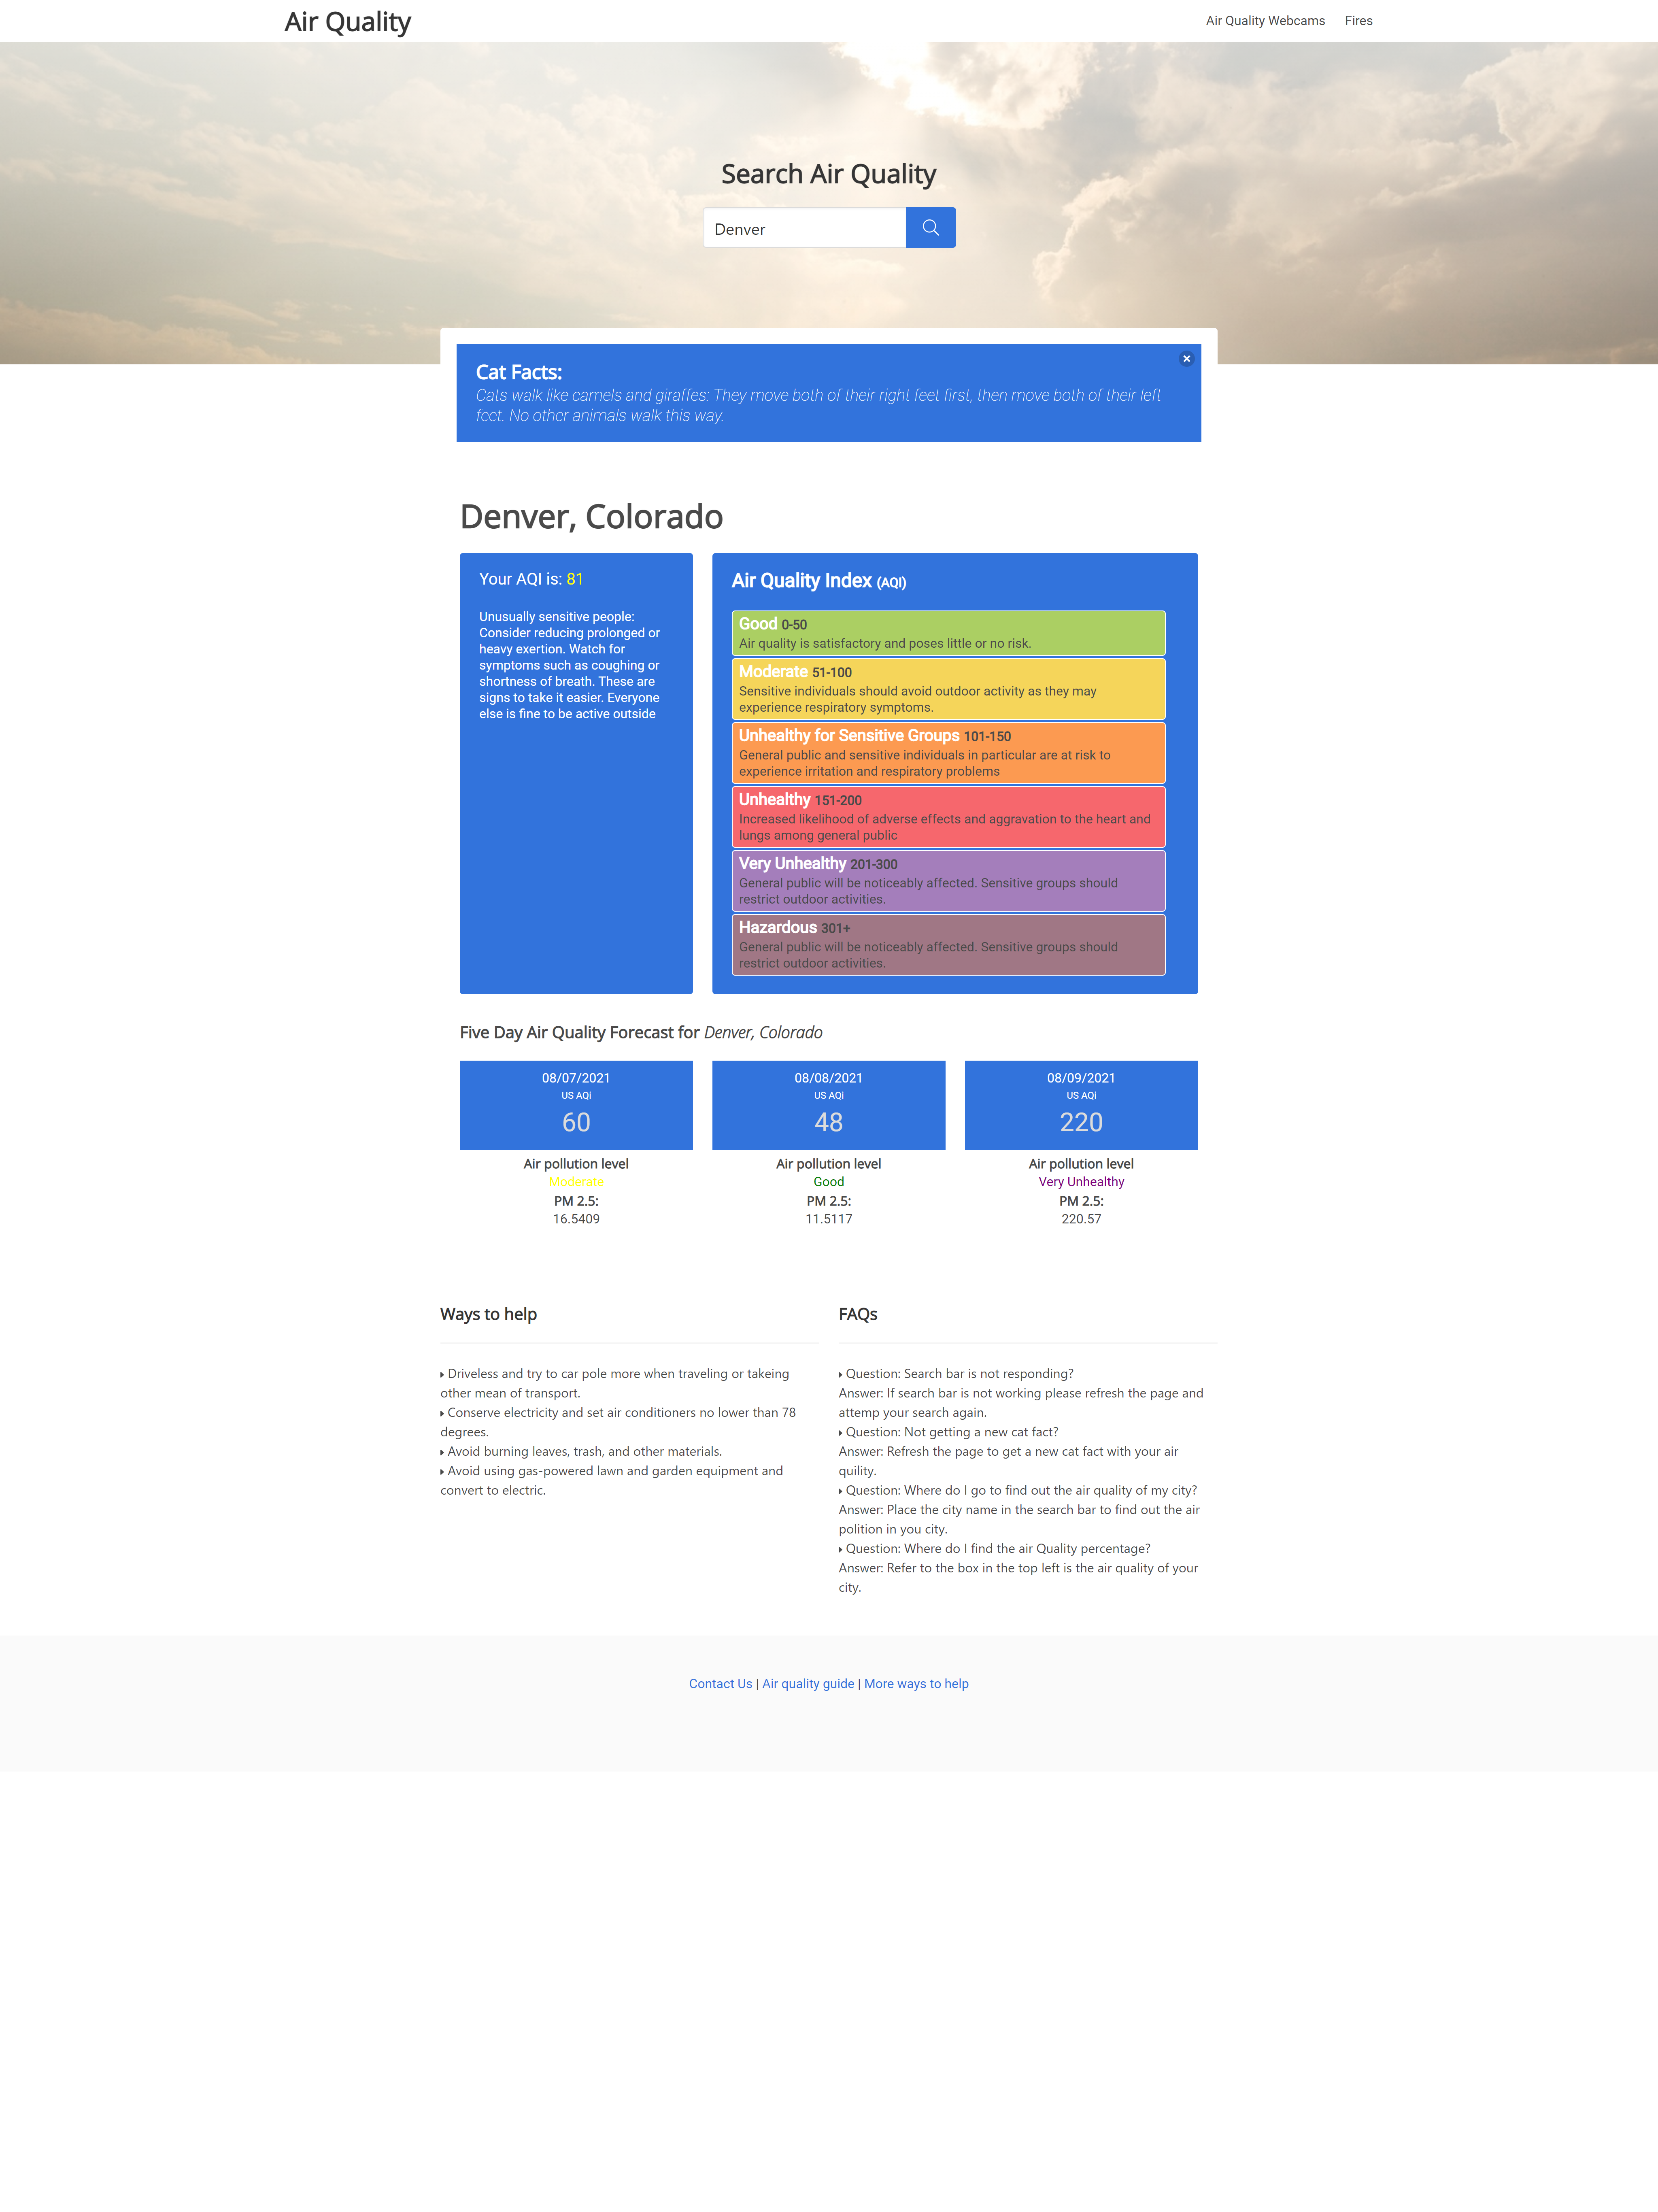 Air Quality
Air Quality Webcams
Fires
Search Air Quality
Denver
Cat Facts:
Cats walk like camels and giraffes: They move both of their right feet first, then move both of their left
feet. No other animals walk this way.
Denver, Colorado
Your AQI is: 81
Unusually sensitive people:
Consider reducing prolonged or
heavy exertion. Watch for
symptoms such as coughing or
shortness of breath. These are
signs to take it easier. Everyone
else is fine to be active outside
Air Quality Index (AQI)
Good 0-50
Air quality is satisfactory and poses little or no risk.
Moderate 51-100
Sensitive individuals should avoid outdoor activity as they may
experience respiratory symptoms.
Unhealthy for Sensitive Groups 101-150
General public and sensitive individuals in particular are at risk to
experience irritation and respiratory problems
Unhealthy 151-200
Increased likelihood of adverse effects and aggravation to the heart and
lungs among general public
Very Unhealthy 201-300
General public will be noticeably affected. Sensitive groups should
restrict outdoor activities.
Hazardous 301+
General public will be noticeably affected. Sensitive groups should
restrict outdoor activities.
Five Day Air Quality Forecast for Denver, Colorado
08/07/2021
US AQi
60
Air pollution level
Moderate
PM 2.5:
16.5409
08/08/2021
US AQi
48
Air pollution level
Good
PM 2.5:
11.5117
08/09/2021
US AQi
220
Air pollution level
Very Unhealthy
PM 2.5:
220.57
Ways to help
Driveless and try to car pole more when traveling or takeing
other mean of transport.
Conserve electricity and set air conditioners no lower than 78
degrees.
Avoid burning leaves, trash, and other materials.
Avoid using gas-powered lawn and garden equipment and
convert to electric.
FAQs
Question: Search bar is not responding?
Answer: If search bar is not working please refresh the page and
attemp your search again.
Question: Not getting a new cat fact?
Answer: Refresh the page to get a new cat fact with your air
quility.
Question: Where do I go to find out the air quality of my city?
Answer: Place the city name in the search bar to find out the air
polition in you city.
Question: Where do I find the air Quality percentage?
Answer: Refer to the box in the top left is the air quality of your
city.
Contact Us | Air quality guide | More ways to help